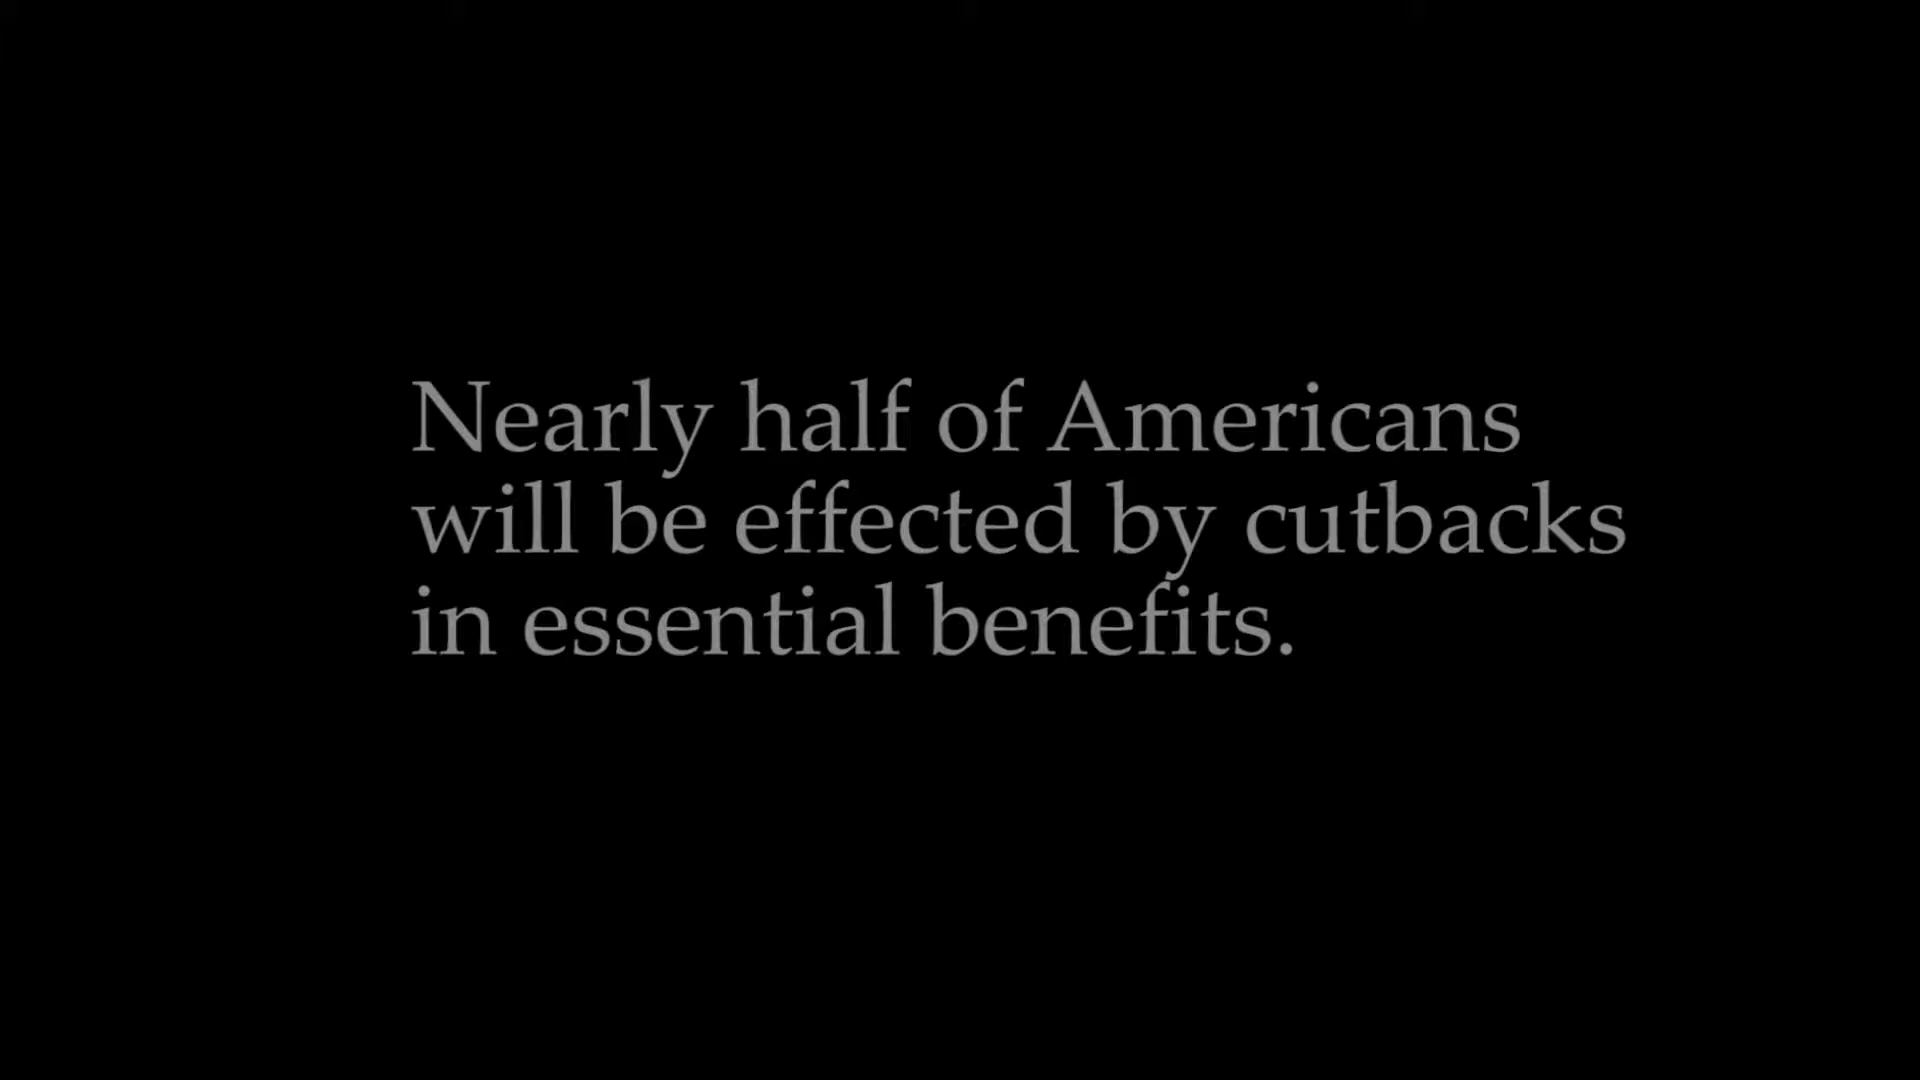 Nearly half of Americans
will be effected by cutbacks
in essential benefits.